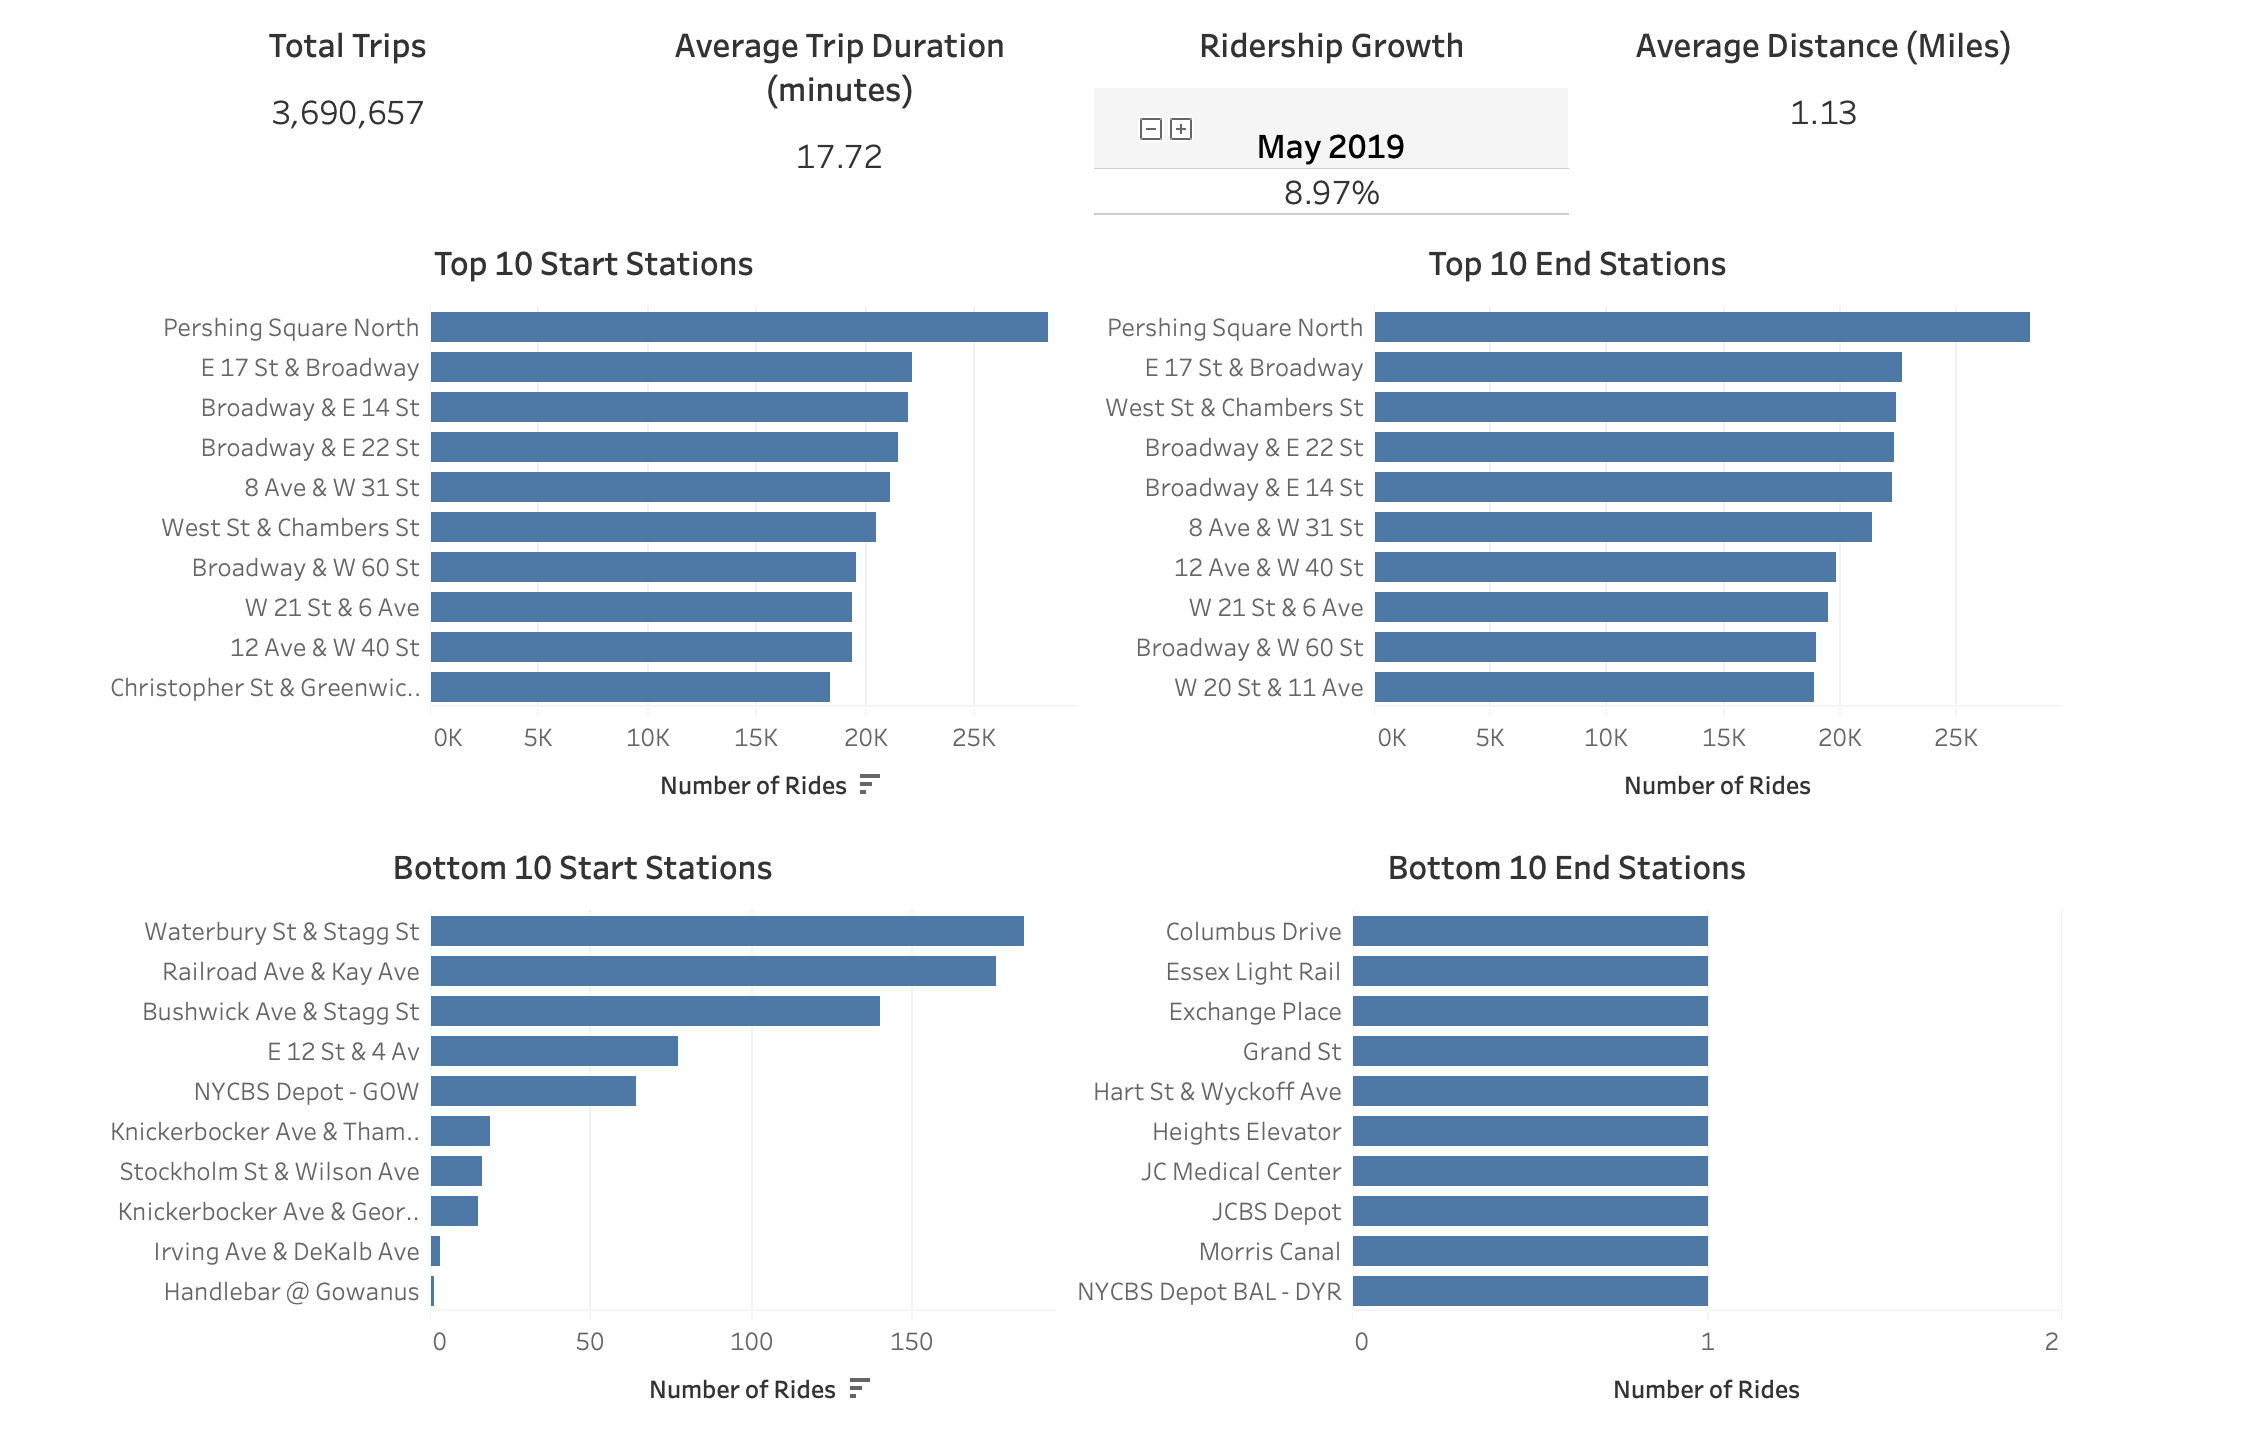 Total Trips
3,690,657
Average Trip Duration
(minutes)
17.72
Ridership Growth
May 2019
8.97%
Average Distance (Miles)
1.13
Top 10 Start Stations
Pershing Square North
E 17 St & Broadway
Broadway & E 14 St
Broadway & E 22 St
8 Ave & W 31 St
West St & Chambers St
Broadway & W 60 St
W 21 St & 6 Ave
12 Ave & W 40 St
Christopher St & Greenwic..
0K 5K 10K 15K 20K 25K
Number of Rides
Top 10 End Stations
Pershing Square North
E 17 St & Broadway
West St & Chambers St
Broadway & E 22 St
Broadway & E 14 St
8 Ave & W 31 St
12 Ave & W 40 St
W 21 St & 6 Ave
Broadway & W 60 St
W 20 St & 11 Ave
0K 5K 10K 15K 20K 25K
Number of Rides
Bottom 10 Start Stations
Waterbury St & Stagg St
Railroad Ave & Kay Ave
Bushwick Ave & Stagg St
E 12 St & 4 Av
NYCBS Depot - GOW
Knickerbocker Ave & Tham..
Stockholm St & Wilson Ave
Knickerbocker Ave & Geor..
Irving Ave & DeKalb Ave
Handlebar @ Gowanus
0 50 100 150
Number of Rides
Bottom 10 End Stations
Columbus Drive
Essex Light Rail
Exchange Place
Grand St
Hart St & Wyckoff Ave
Heights Elevator
JC Medical Center
JCBS Depot
Morris Canal
NYCBS Depot BAL - DYR
0 1 2
Number of Rides